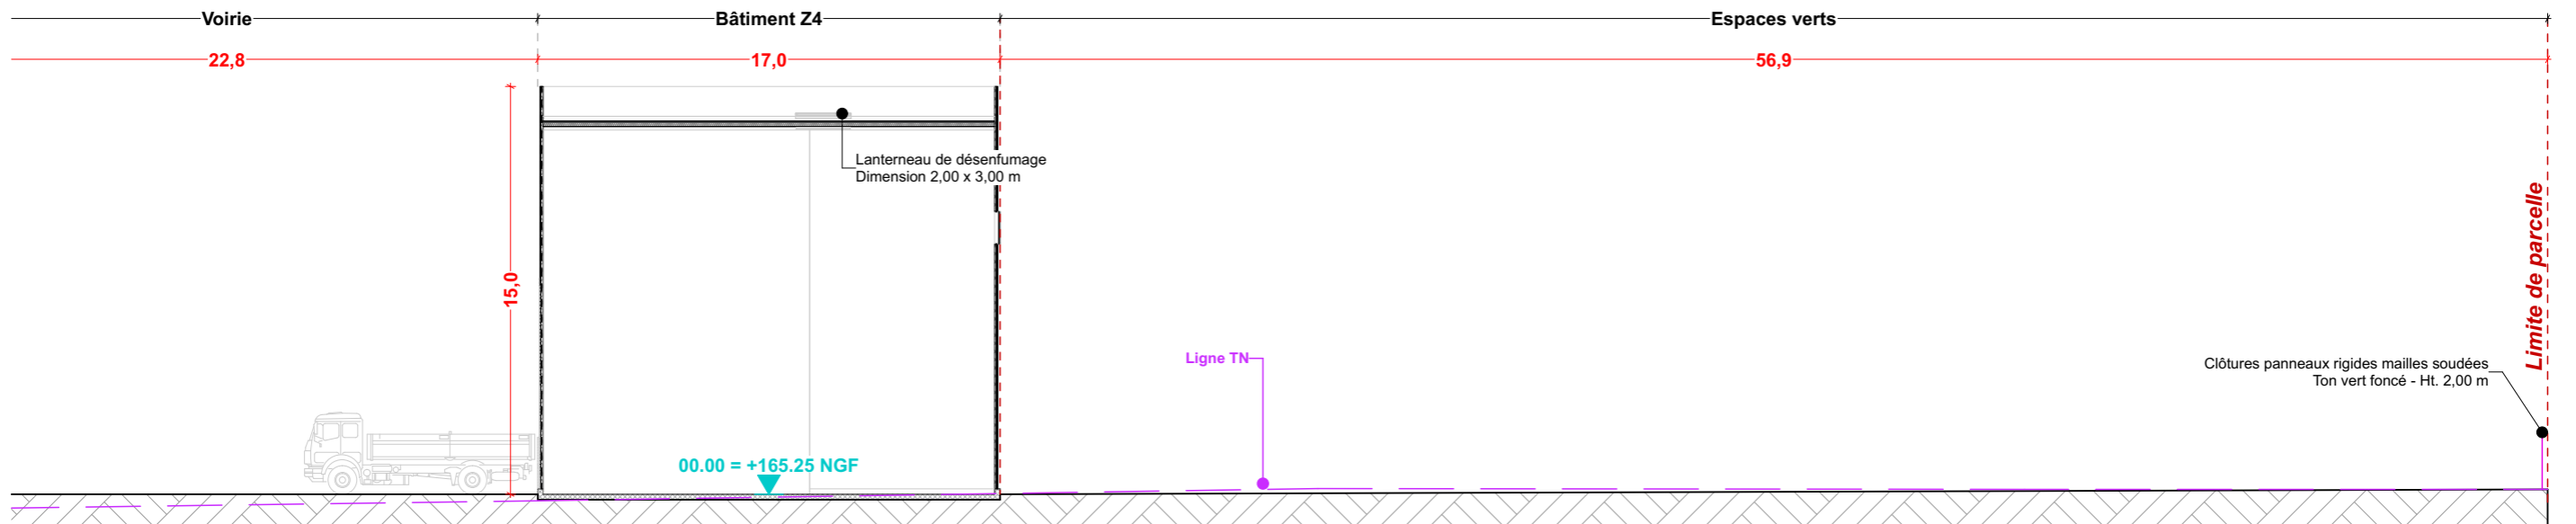 Voirie
Bâtiment Z4
Espaces verts
22,8
17,0
56,9
Lanterneau de désenfumage
Dimension 2,00 x 3,00 m
15,0
Limite de parcelle
Ligne TN
Clôtures panneaux rigides mailles soudées
Ton vert foncé - Ht. 2,00 m
00.00 = +165.25 NGF